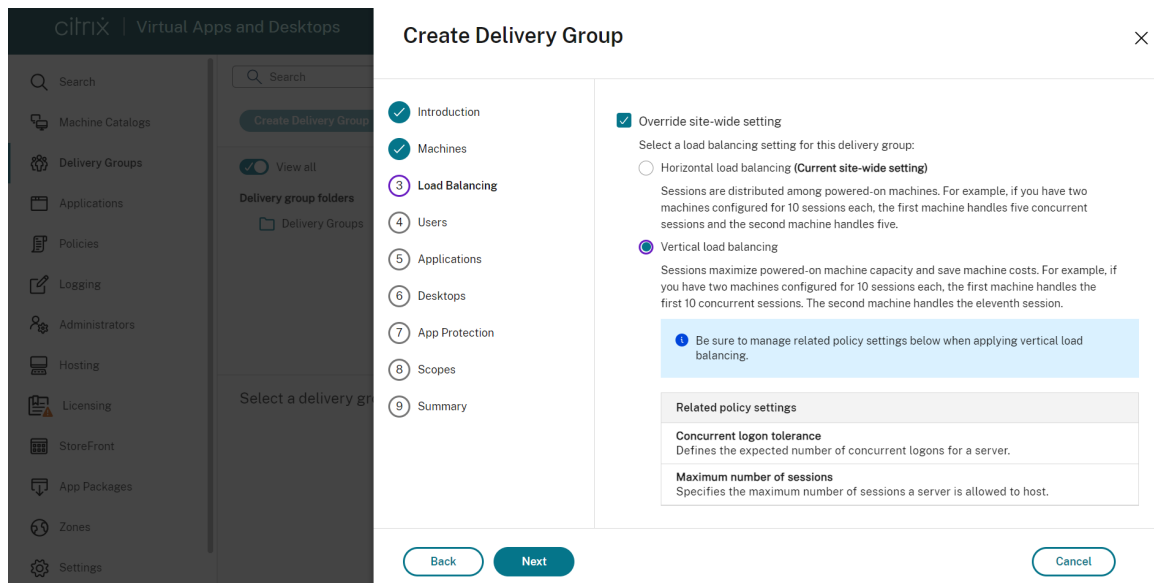 citrix | Virtual Apps and Desktops
Search
Machine Catalogs
Delivery Groups
Applications
Policies
Logging
Administrators
Hosting
Licensing
StoreFront
App Packages
Zones
Settings
Search
Create Delivery Group
View all
Delivery group folders
Delivery Groups
Select a delivery gr
Create Delivery Group
Introduction
Machines
3 Load Balancing
4 Users
5 Applications
6 Desktops
7 App Protection
8 Scopes
9 Summary
Override site-wide setting
Select a load balancing setting for this delivery group:
Horizontal load balancing (Current site-wide setting)
Sessions are distributed among powered-on machines. For example, if you have two
machines configured for 10 sessions each, the first machine handles five concurrent
sessions and the second machine handles five.
Vertical load balancing
Sessions maximize powered-on machine capacity and save machine costs. For example, if
you have two machines configured for 10 sessions each, the first machine handles the
first 10 concurrent sessions. The second machine handles the eleventh session.
Be sure to manage related policy settings below when applying vertical load
balancing.
Related policy settings
Concurrent logon tolerance
Defines the expected number of concurrent logons for a server.
Maximum number of sessions
Specifies the maximum number of sessions a server is allowed to host.
Back
Next
Cancel